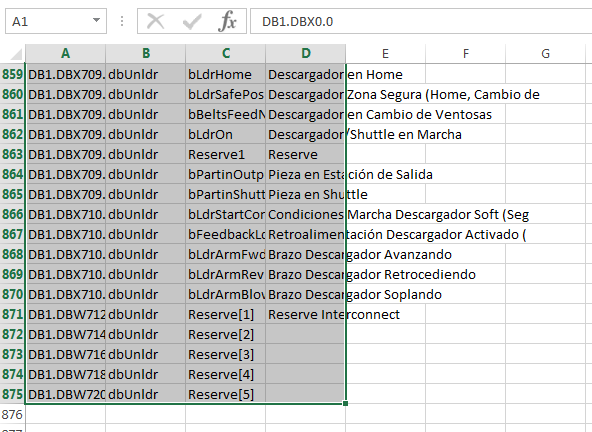 A1 fx DB1.DBX0.0
A B C D E F G
859 DB1.DBX709. dbUnldr bLdrHome Descargador en Home
860 DB1.DBX709. dbUnldr bLdrSafePos Descargador Zona Segura (Home, Cambio de
861 DB1.DBX709. dbUnldr bBeltsFeedN Descargador en Cambio de Ventosas
862 DB1.DBX709. dbUnldr bLdrOn Descargador/Shuttle en Marcha
863 DB1.DBX709. dbUnldr Reserve1 Reserve
864 DB1.DBX709. dbUnldr bPartinOutp Pieza en Estación de Salida
865 DB1.DBX709. dbUnldr bPartinShutt Pieza en Shuttle
866 DB1.DBX710. dbUnldr bLdrStartCon Condiciones Marcha Descargador Soft (Seg
867 DB1.DBX710. dbUnldr bFeedbackLo Retroalimentación Descargador Activado (
868 DB1.DBX710. dbUnldr bLdrArmFwd Brazo Descargador Avanzando
869 DB1.DBX710. dbUnldr bLdrArmRev Brazo Descargador Retrocediendo
870 DB1.DBX710. dbUnldr bLdrArmBlow Brazo Descargador Soplando
871 DB1.DBW712 dbUnldr Reserve[1] Reserve Interconnect
872 DB1.DBW714 dbUnldr Reserve[2]
873 DB1.DBW716 dbUnldr Reserve[3]
874 DB1.DBW718 dbUnldr Reserve[4]
875 DB1.DBW720 dbUnldr Reserve[5]
876